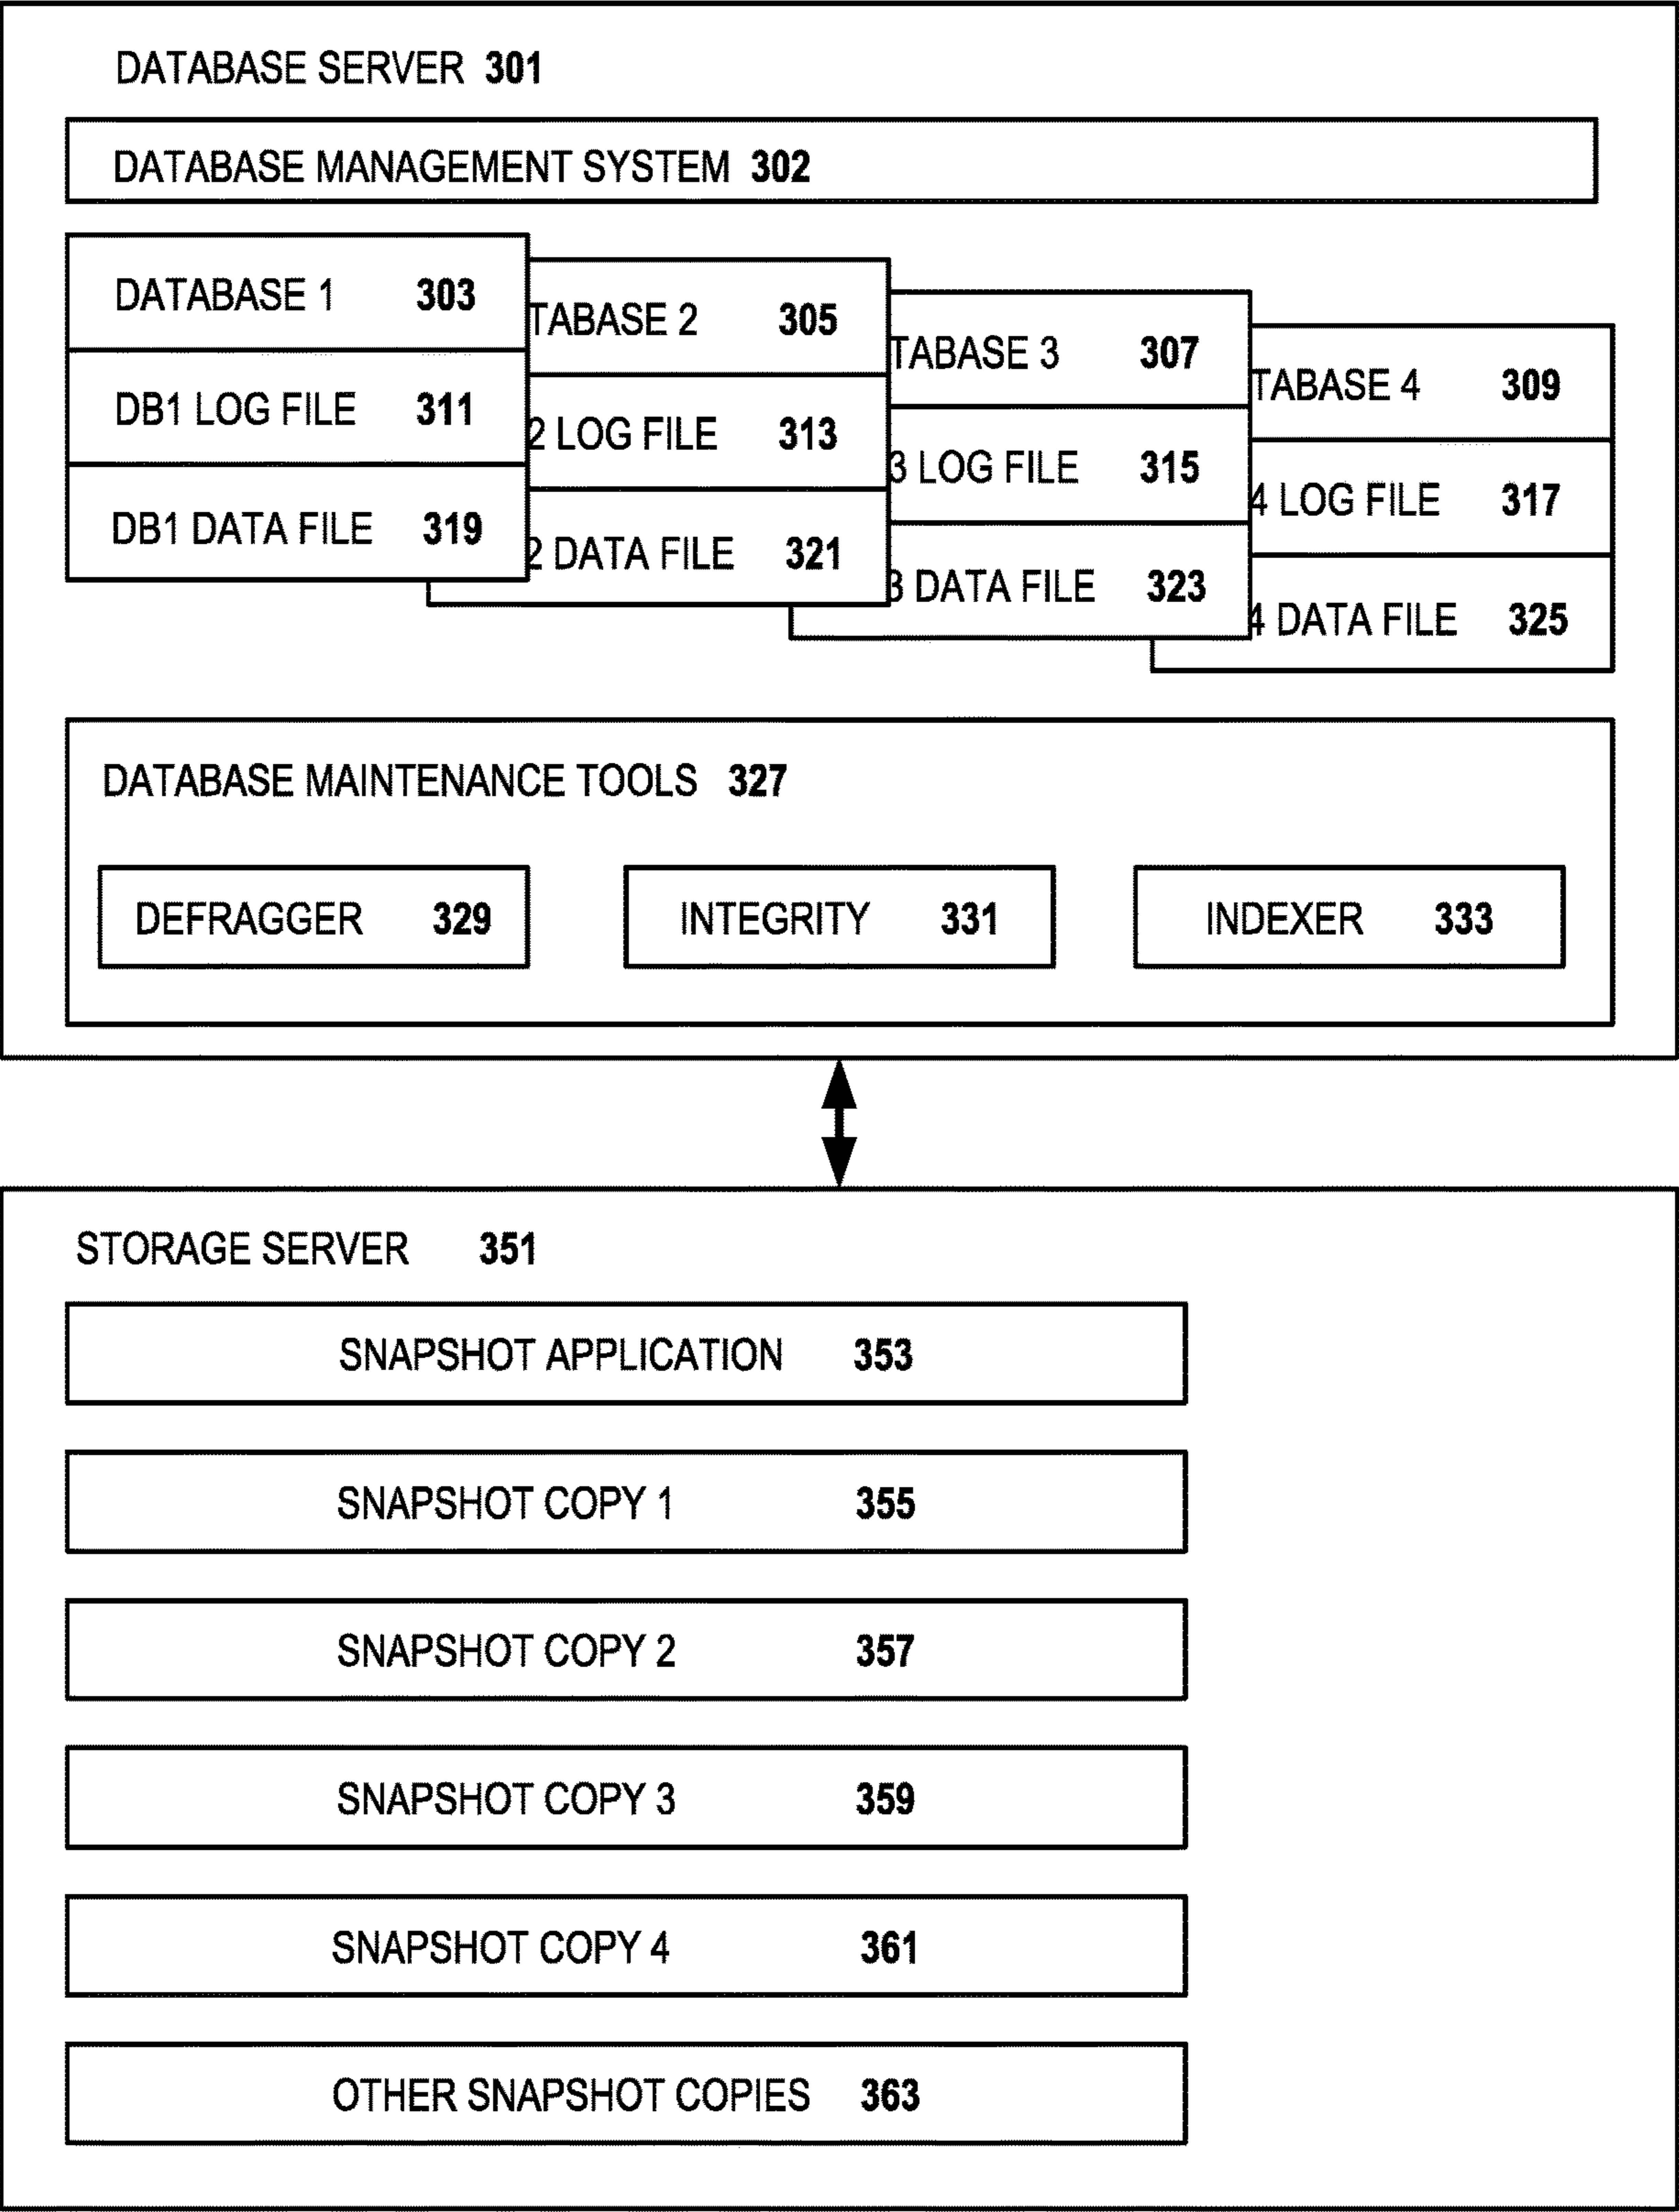 DATABASE SERVER 301
DATABASE MANAGEMENT SYSTEM 302
DATABASE 1 303
DB1 LOG FILE 311
DB1 DATA FILE 319
TABASE 2 305
2 LOG FILE 313
2 DATA FILE 321
TABASE 3 307
3 LOG FILE 315
3 DATA FILE 323
TABASE 4 309
4 LOG FILE 317
4 DATA FILE 325
DATABASE MAINTENANCE TOOLS 327
DEFRAGGER 329
INTEGRITY 331
INDEXER 333
STORAGE SERVER 351
SNAPSHOT APPLICATION 353
SNAPSHOT COPY 1 355
SNAPSHOT COPY 2 357
SNAPSHOT COPY 3 359
SNAPSHOT COPY 4 361
OTHER SNAPSHOT COPIES 363